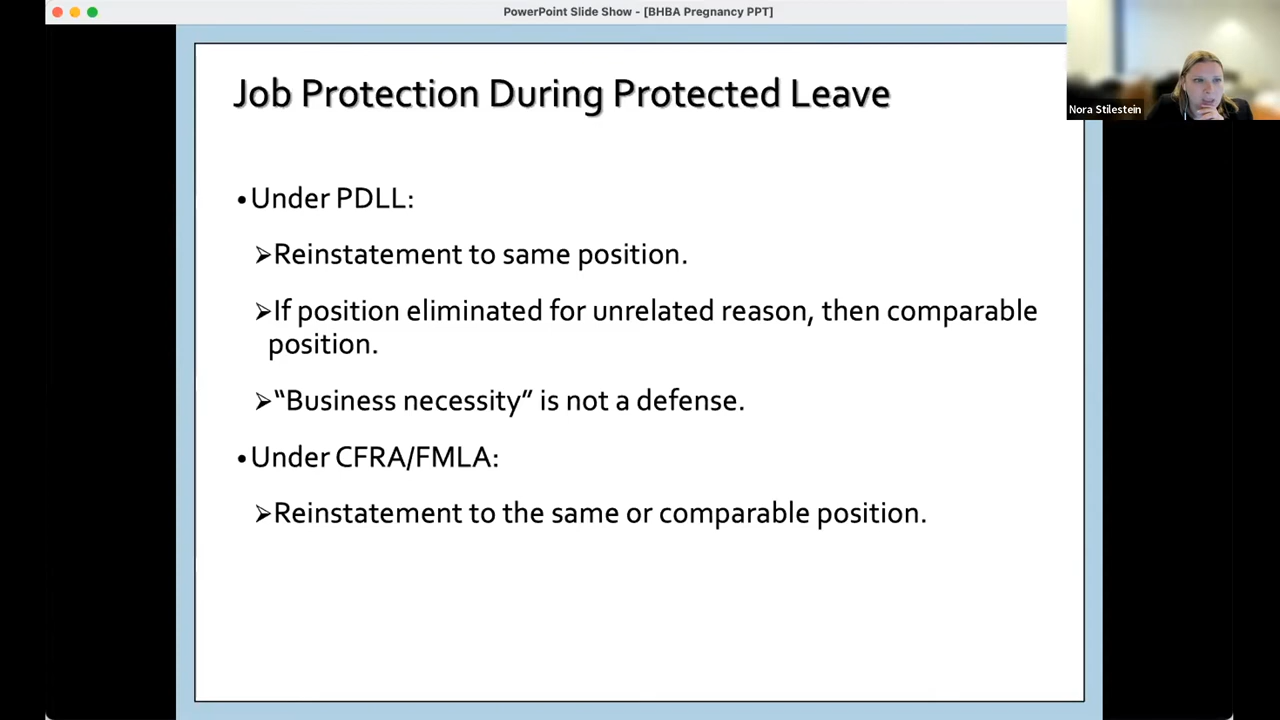 PowerPoint Slide Show - [BHBA Pregnancy PPT]
Nora Stilestein
Job Protection During Protected Leave
•Under PDLL:
➢Reinstatement to same position.
➢If position eliminated for unrelated reason, then comparable
position.
➢“Business necessity” is not a defense.
•Under CFRA/FMLA:
➢Reinstatement to the same or comparable position.